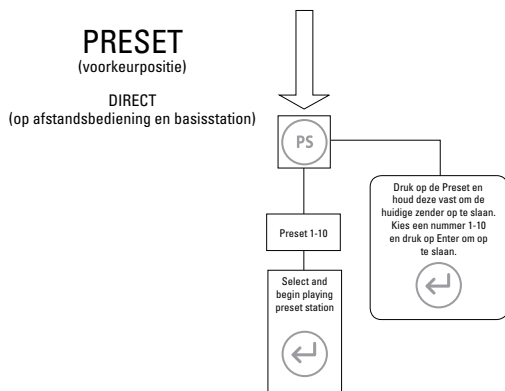 PRESET
(voorkeurpositie)
DIRECT
(op afstandsbediening en basisstation)
PS
Druk op de Preset en
houd deze vast om de
huidige zender op te slaan.
Kies een nummer 1-10
en druk op Enter om op
te slaan.
Preset 1-10
Select and
begin playing
preset station